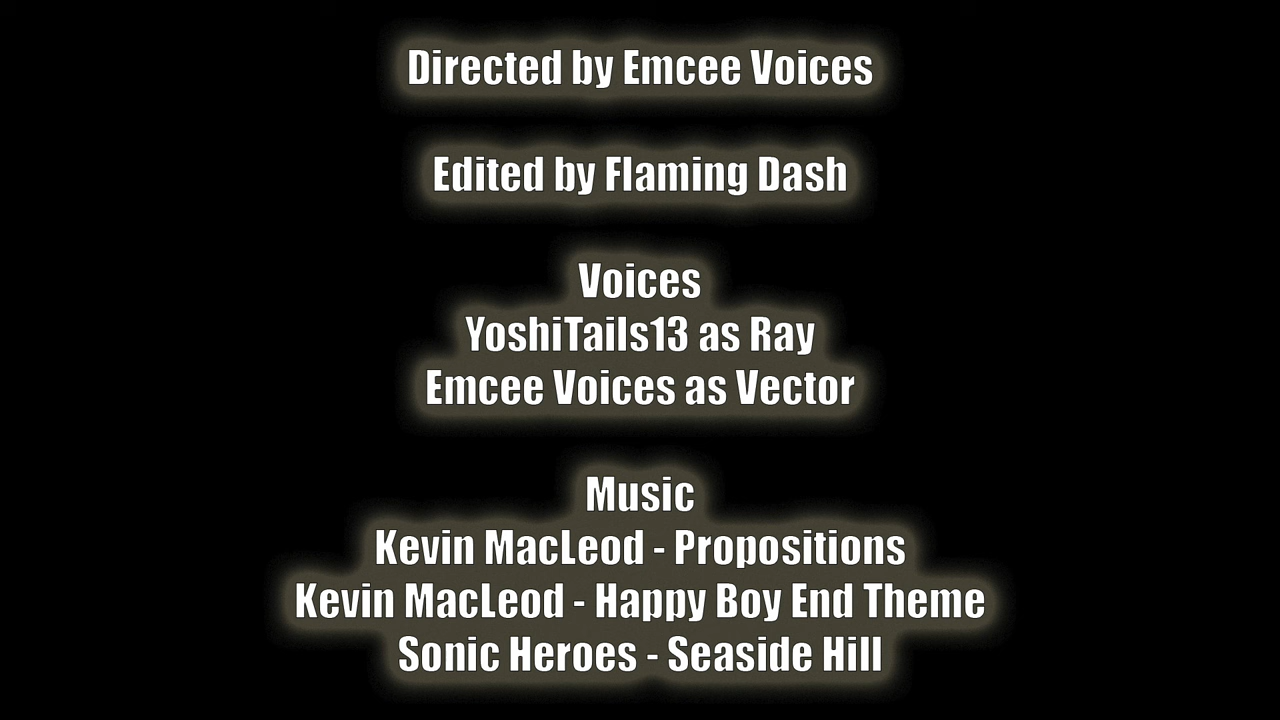 Directed by Emcee Voices
Edited by Flaming Dash
Voices
YoshiTails13 as Ray
Emcee Voices as Vector
Music
Kevin MacLeod - Propositions
Kevin MacLeod - Happy Boy End Theme
Sonic Heroes - Seaside Hill